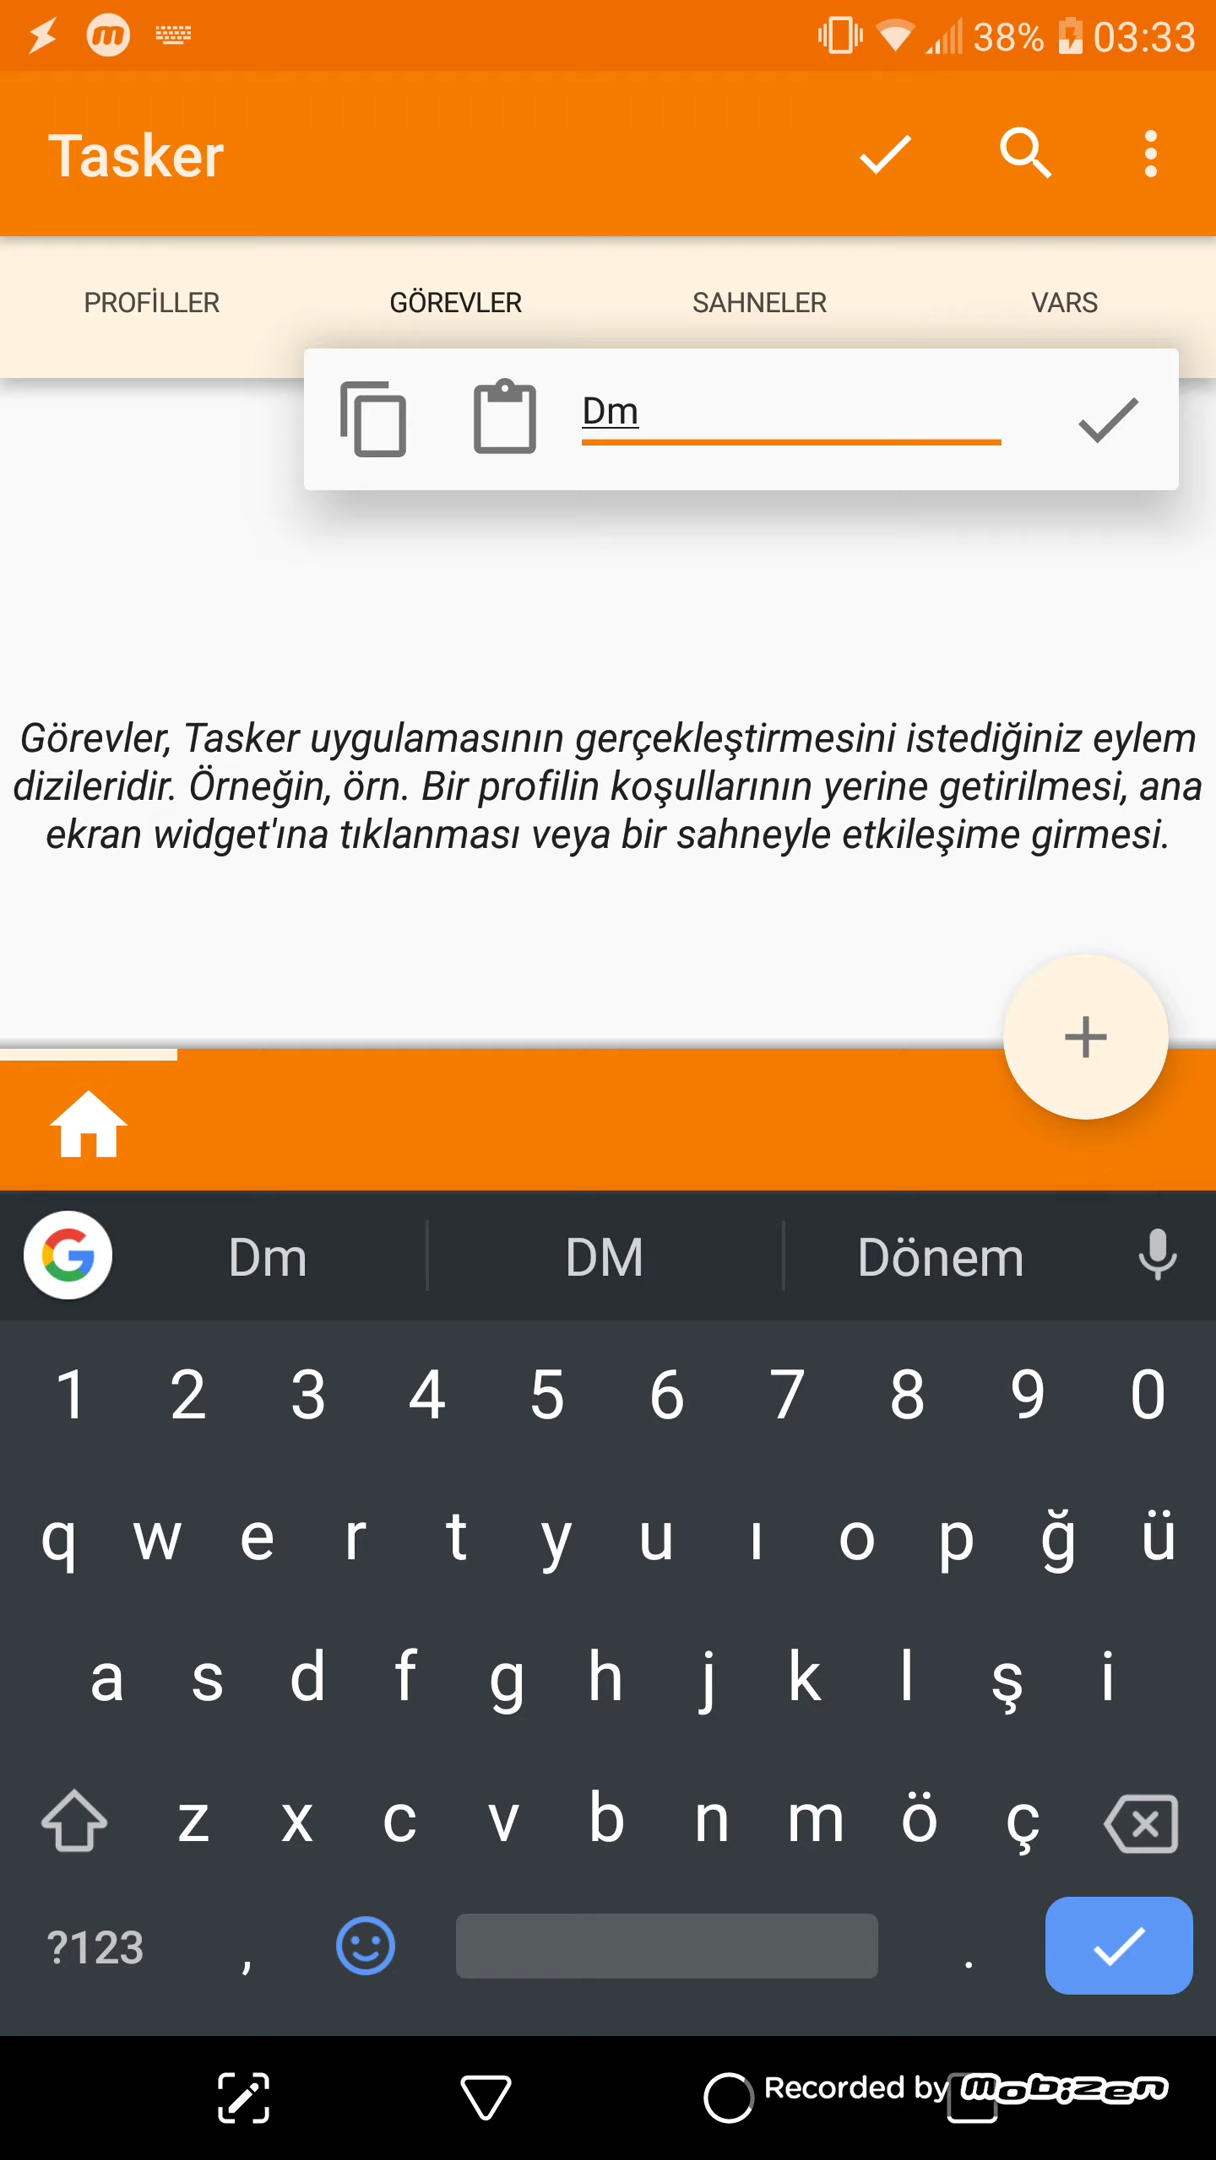 38% 03:33
Tasker
PROFİLLER GÖREVLER SAHNELER VARS
Dm
Görevler, Tasker uygulamasının gerçekleştirmesini istediğiniz eylem
dizileridir. Örneğin, örn. Bir profilin koşullarının yerine getirilmesi, ana
ekran widget'ına tıklanması veya bir sahneyle etkileşime girmesi.
Dm DM Dönem
1 2 3 4 5 6 7 8 9 0
q w e r t y u ı o p ğ ü
a s d f g h j k l ş i
z x c v b n m ö ç
?123 , .
Recorded by mobizen